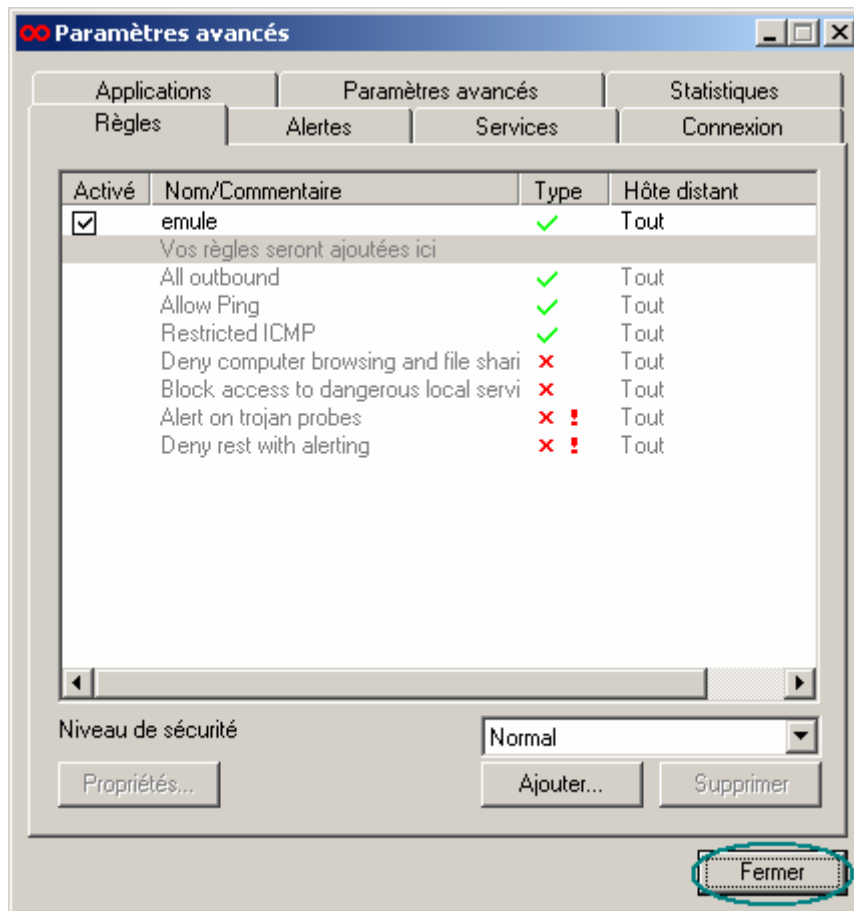 Paramètres avancés
Applications Paramètres avancés Statistiques
Règles Alertes Services Connexion
Activé Nom/Commentaire Type Hôte distant
emule Tout
Vos règles seront ajoutées ici
All outbound Tout
Allow Ping Tout
Restricted ICMP Tout
Deny computer browsing and file shari Tout
Block access to dangerous local servi Tout
Alert on trojan probes ! Tout
Deny rest with alerting ! Tout
Niveau de sécurité Normal
Propriétés... Ajouter... Supprimer
Fermer